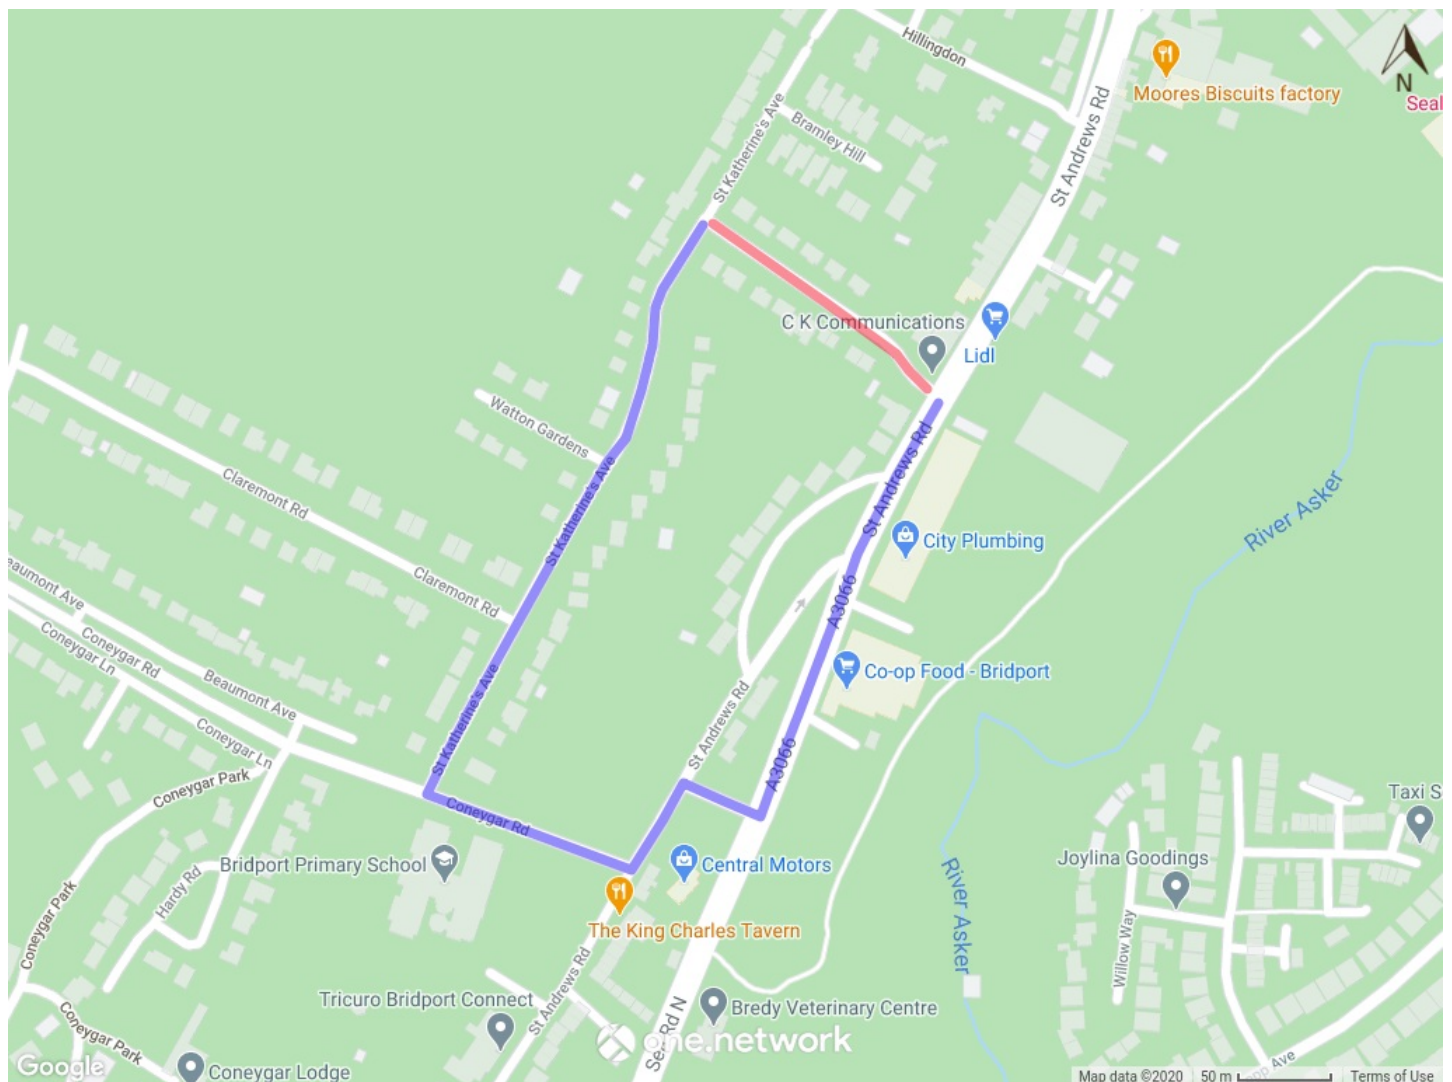 Hillingdon
Moores Biscuits factory
N
Seal
St Andrews Rd
St Katherine's Ave
Bramley Hill
C K Communications
Lidl
Watton Gardens
St Andrews Rd
Claremont Rd
St Katherine's Ave
City Plumbing
River Asker
Beaumont Ave
Claremont Rd
A3066
Coneygar Ln
Coneygar Rd
Beaumont Ave
St Katherine's Ave
Co-op Food - Bridport
St Andrews Rd
Coneygar Ln
A3066
Coneygar Park
Coneygar Rd
Taxi S
Bridport Primary School
Central Motors
Joylina Goodings
Hardy Rd
The King Charles Tavern
River Asker
Willow Way
Coneygar Park
Tricuro Bridport Connect
St Andrews Rd
Bredy Veterinary Centre
Coneygar Park
Rd N
one.network
Google
Coneygar Lodge
Ave
Map data ©2020
50 m
Terms of Use